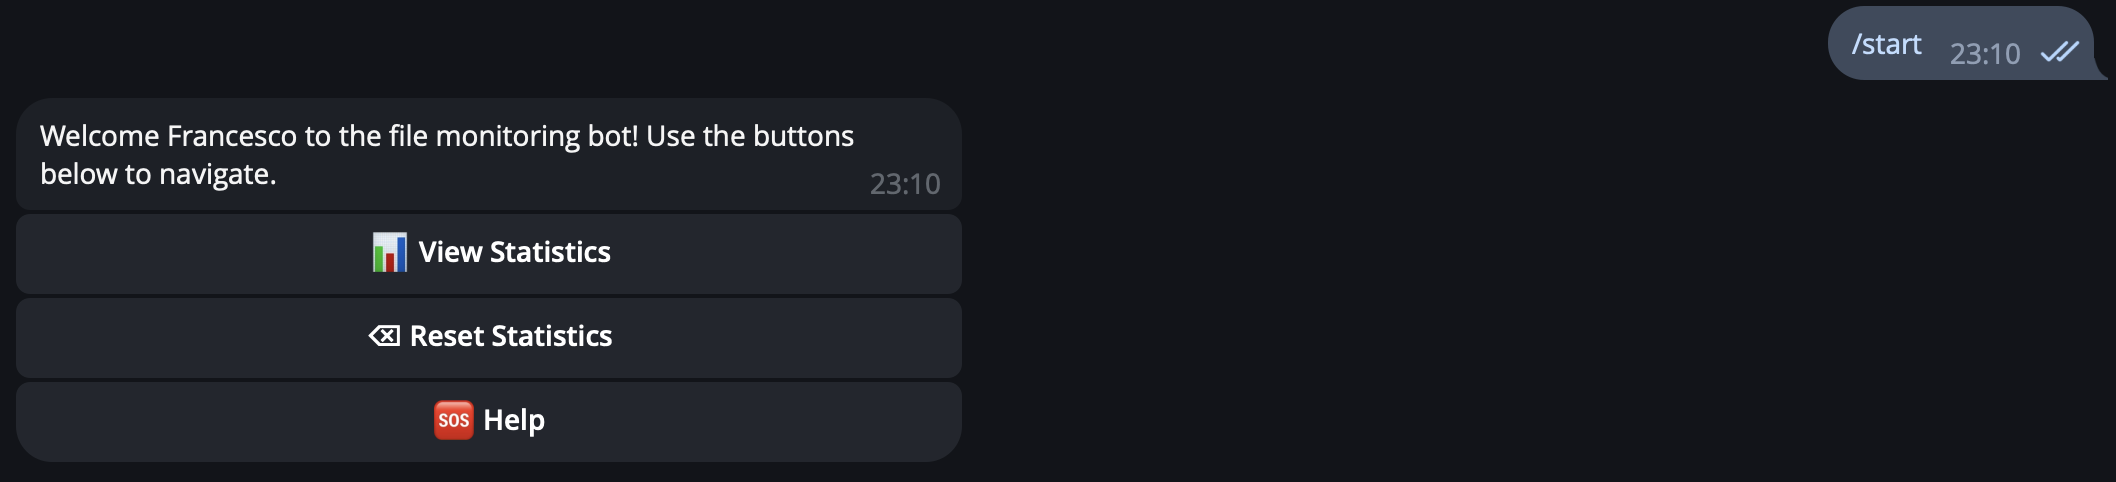 /start 23:10
Welcome Francesco to the file monitoring bot! Use the buttons
below to navigate.
23:10
📊 View Statistics
⌫ Reset Statistics
🆘 Help